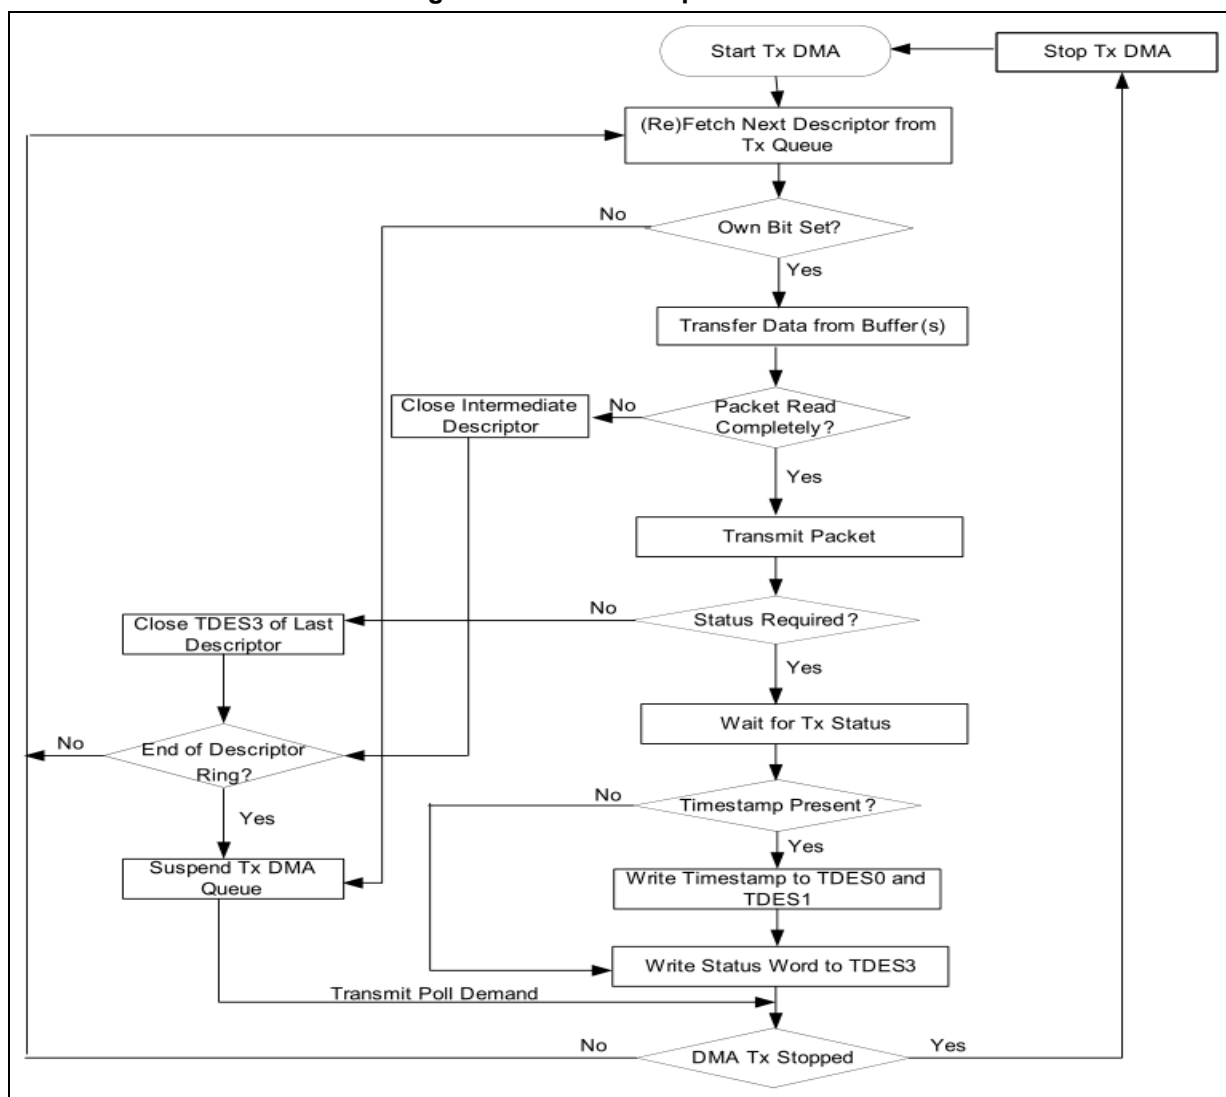 Start Tx DMA
Stop Tx DMA
(Re)Fetch Next Descriptor from
Tx Queue
No
Own Bit Set?
Yes
Transfer Data from Buffer(s)
Close Intermediate
Descriptor
No
Packet Read
Completely?
Yes
Transmit Packet
No
Status Required?
Close TDES3 of Last
Descriptor
Yes
Wait for Tx Status
No
End of Descriptor
Ring?
No
Timestamp Present?
Yes
Yes
Suspend Tx DMA
Queue
Write Timestamp to TDES0 and
TDES1
Write Status Word to TDES3
Transmit Poll Demand
No
DMA Tx Stopped
Yes